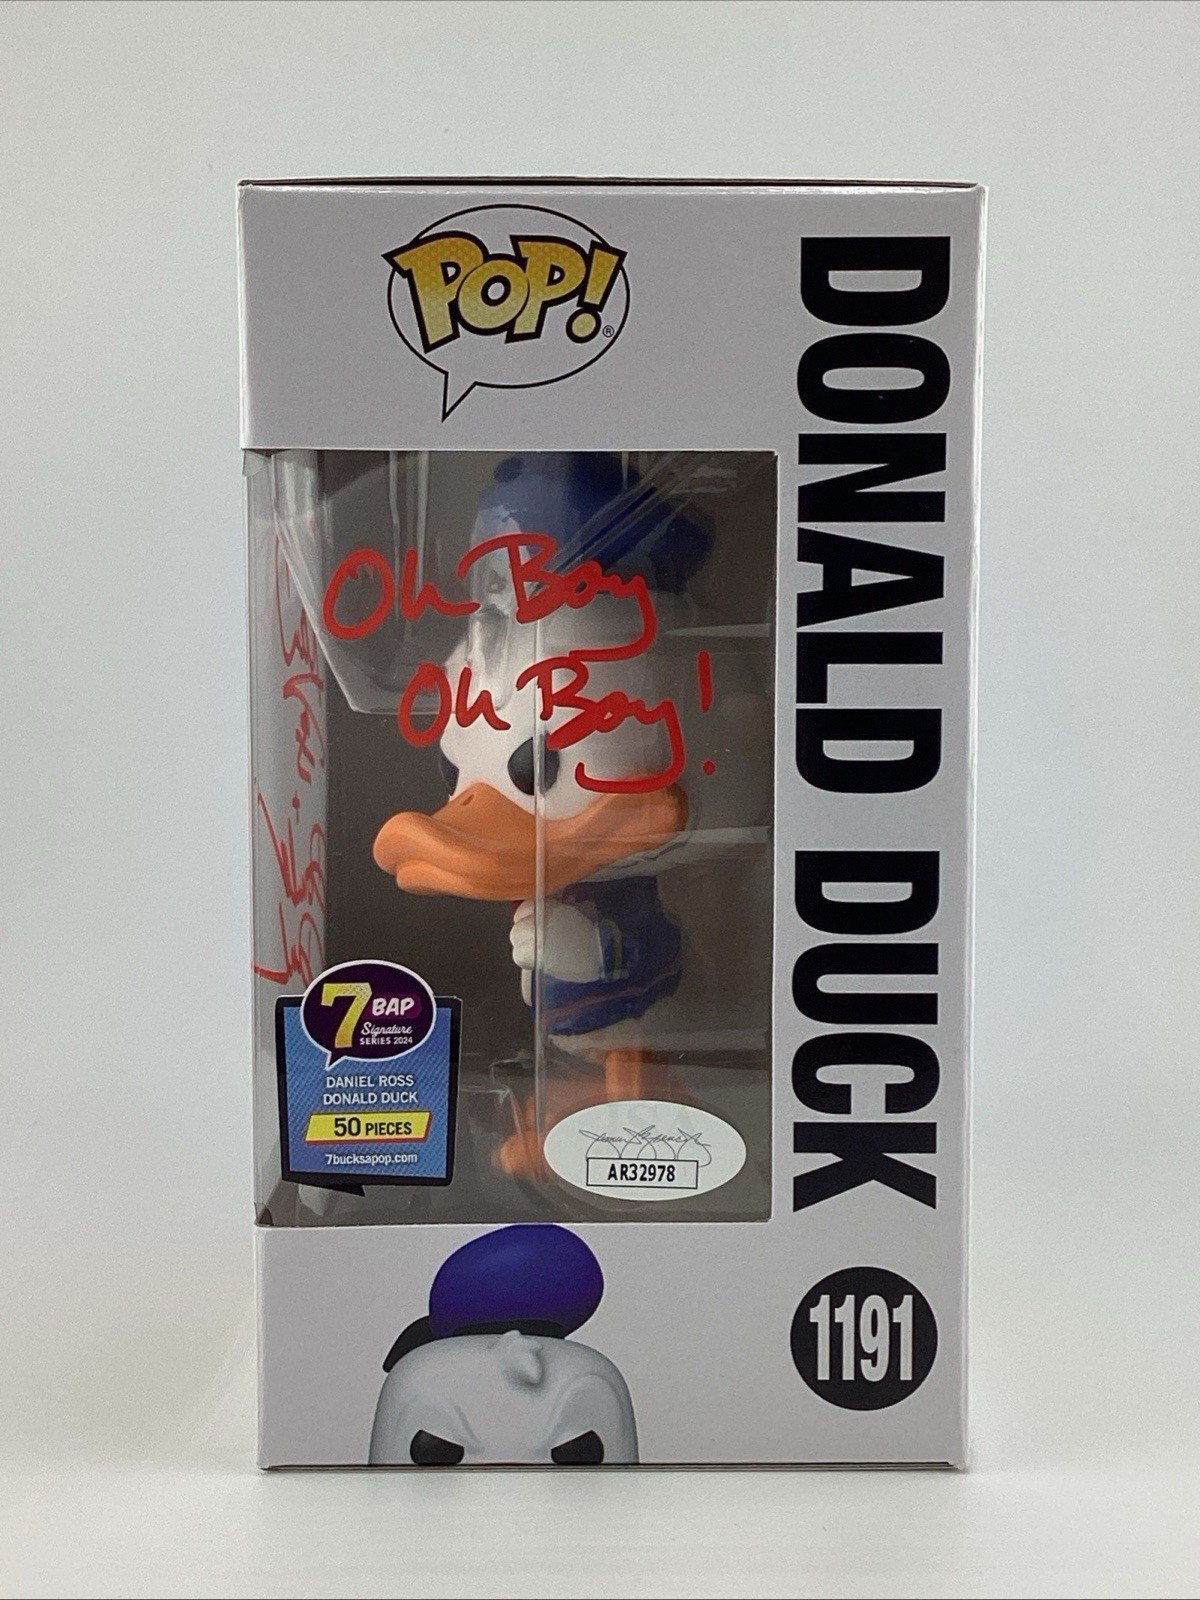 POP!
®
DONALD DUCK
Oh Boy
Oh Boy!
7 BAP
Signature
SERIES 2024
DANIEL ROSS
DONALD DUCK
50 PIECES
7bucksapop.com
AR32978
1191